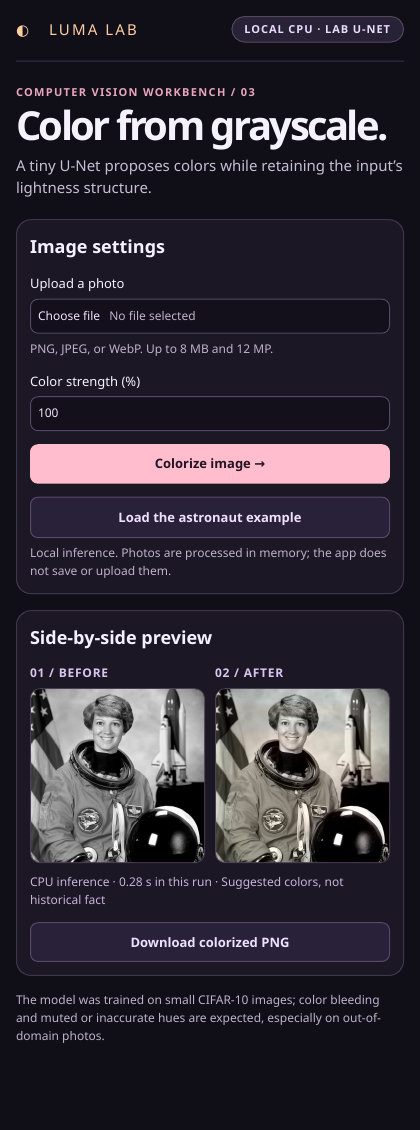 LUMA LAB
LOCAL CPU · LAB U-NET
COMPUTER VISION WORKBENCH / 03
Color from grayscale.
A tiny U-Net proposes colors while retaining the input's
lightness structure.
Image settings
Upload a photo
Choose file No file selected
PNG, JPEG, or WebP. Up to 8 MB and 12 MP.
Color strength (%)
100
Colorize image →
Load the astronaut example
Local inference. Photos are processed in memory; the app does
not save or upload them.
Side-by-side preview
01 / BEFORE
02 / AFTER
CPU inference · 0.28 s in this run · Suggested colors, not
historical fact
Download colorized PNG
The model was trained on small CIFAR-10 images; color bleeding
and muted or inaccurate hues are expected, especially on out-of-
domain photos.